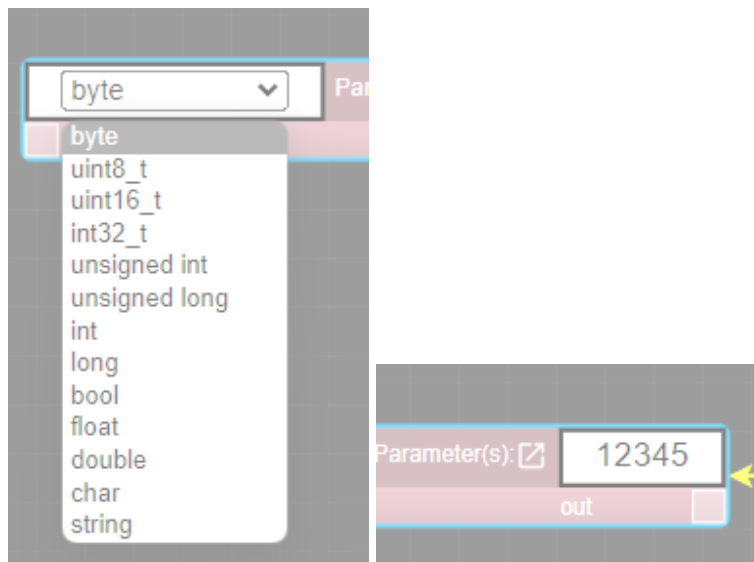 byte
Par
byte
uint8_t
uint16_t
int32_t
unsigned int
unsigned long
int
long
bool
float
double
char
string
Parameter(s):
12345
out